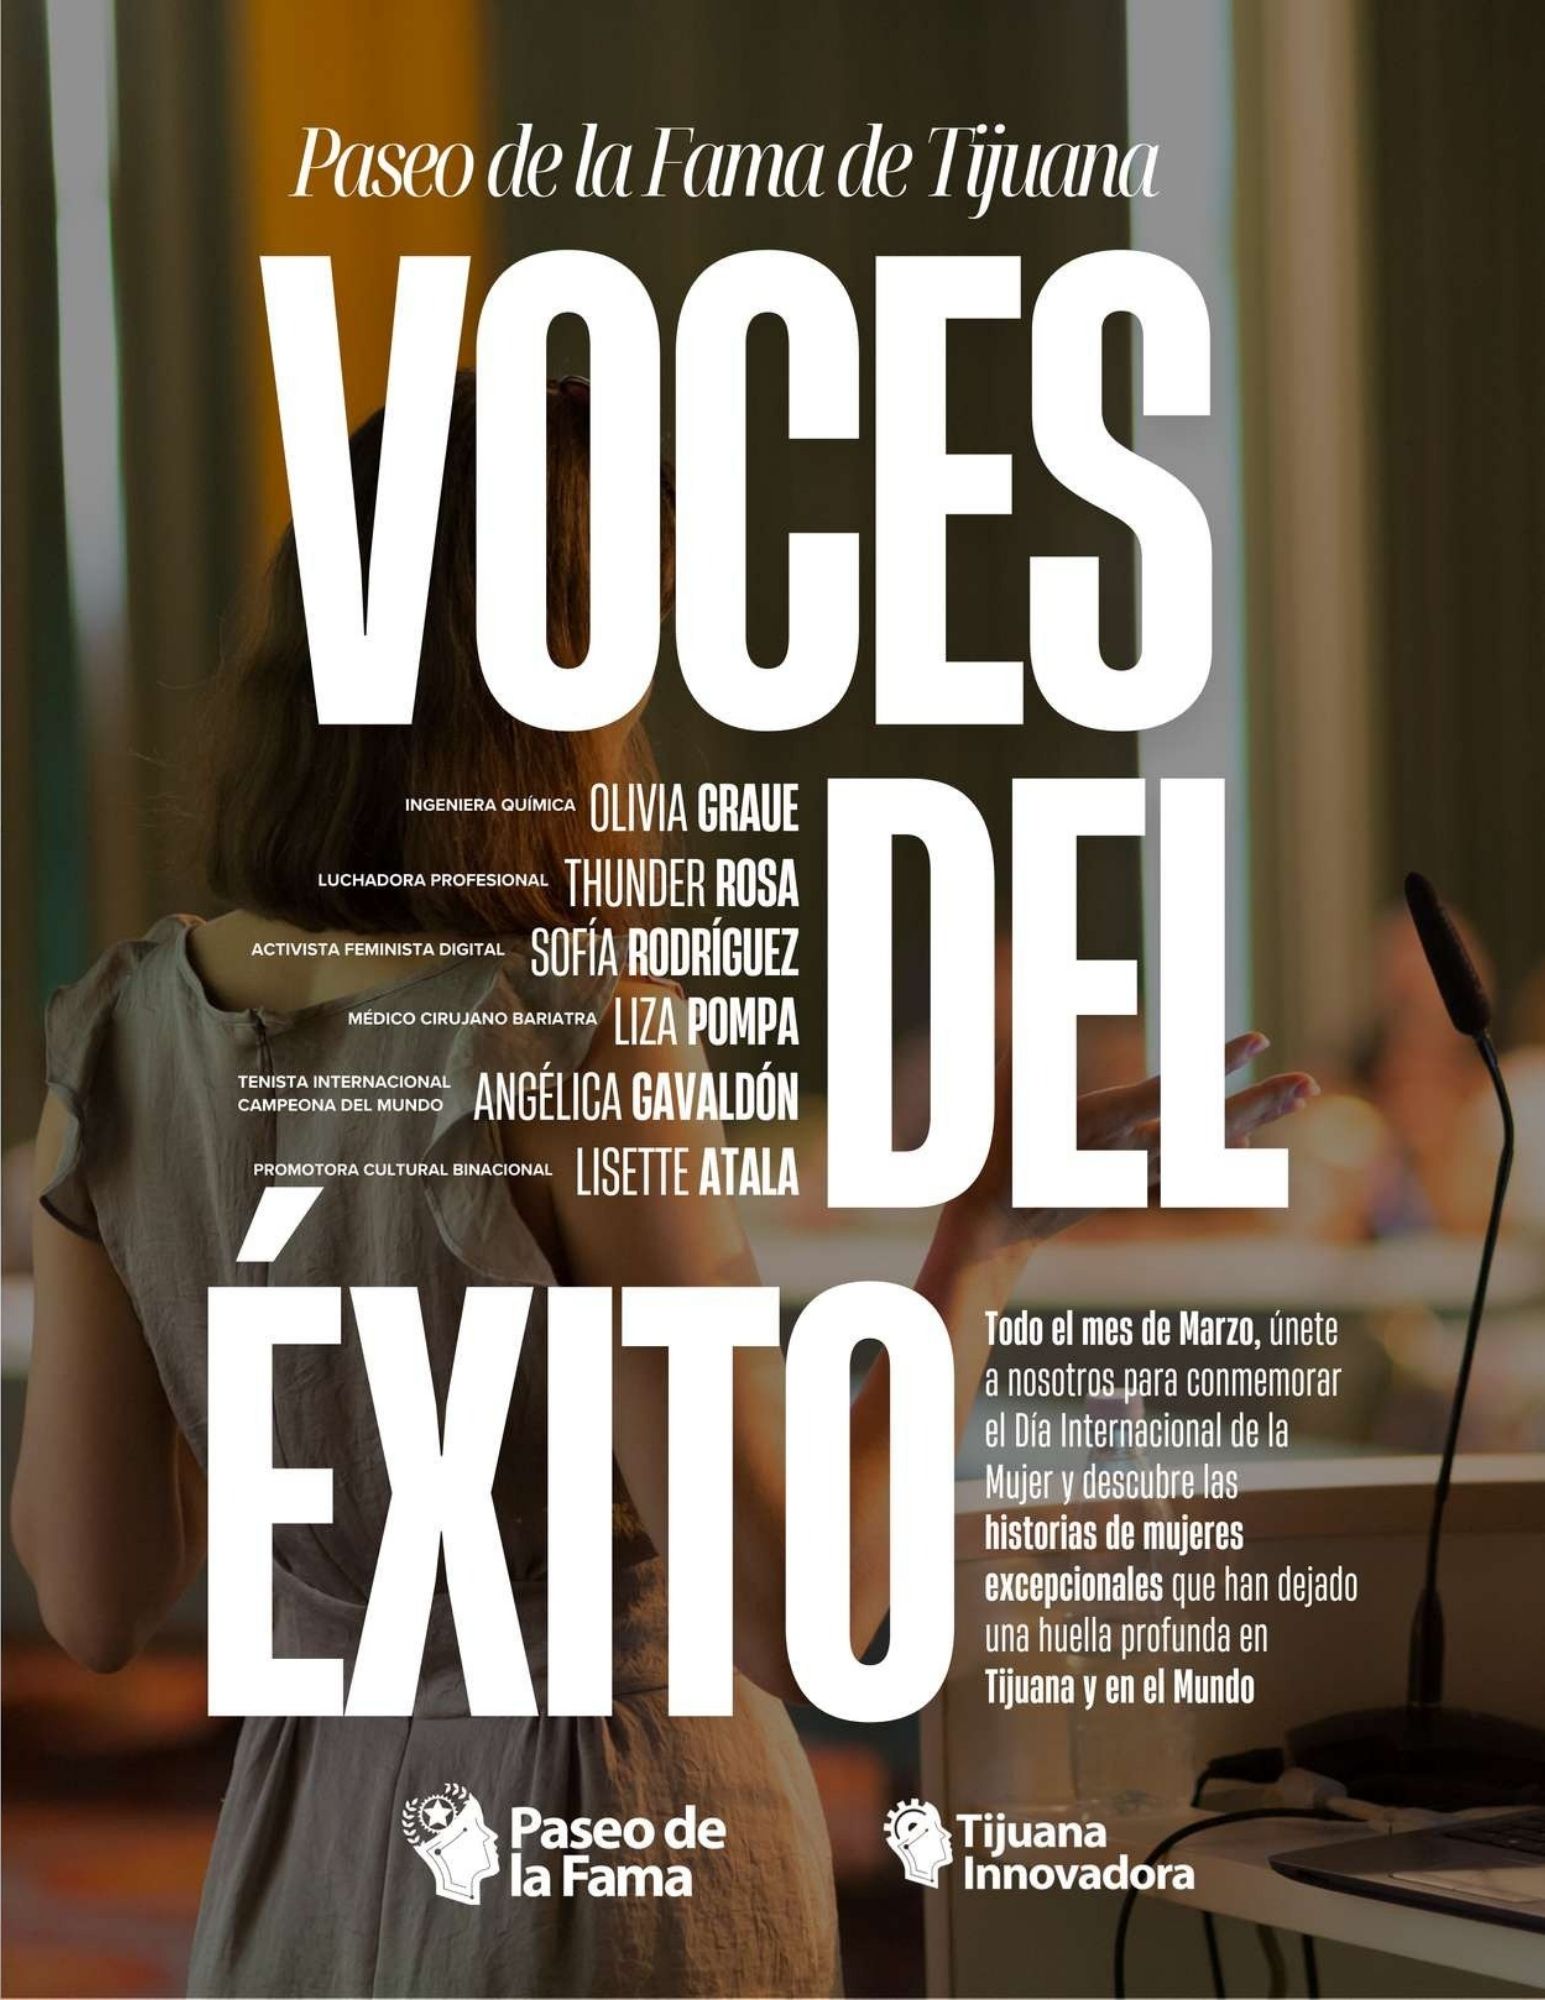 Paseo de la Fama de Tijuana
VOCES
INGENIERA QUÍMICA OLIVIA GRAUE
LUCHADORA PROFESIONAL THUNDER ROSA
ACTIVISTA FEMINISTA DIGITAL SOFÍA RODRÍGUEZ
MÉDICO CIRUJANO BARIATRA LIZA POMPA
TENISTA INTERNACIONAL
CAMPEONA DEL MUNDO ANGÉLICA GAVALDÓN
PROMOTORA CULTURAL BINACIONAL LISETTE ATALA
DEL
ÉXITO
Todo el mes de Marzo, únete
a nosotros para conmemorar
el Día Internacional de la
Mujer y descubre las
historias de mujeres
excepcionales que han dejado
una huella profunda en
Tijuana y en el Mundo
Paseo de
la Fama
Tijuana
Innovadora